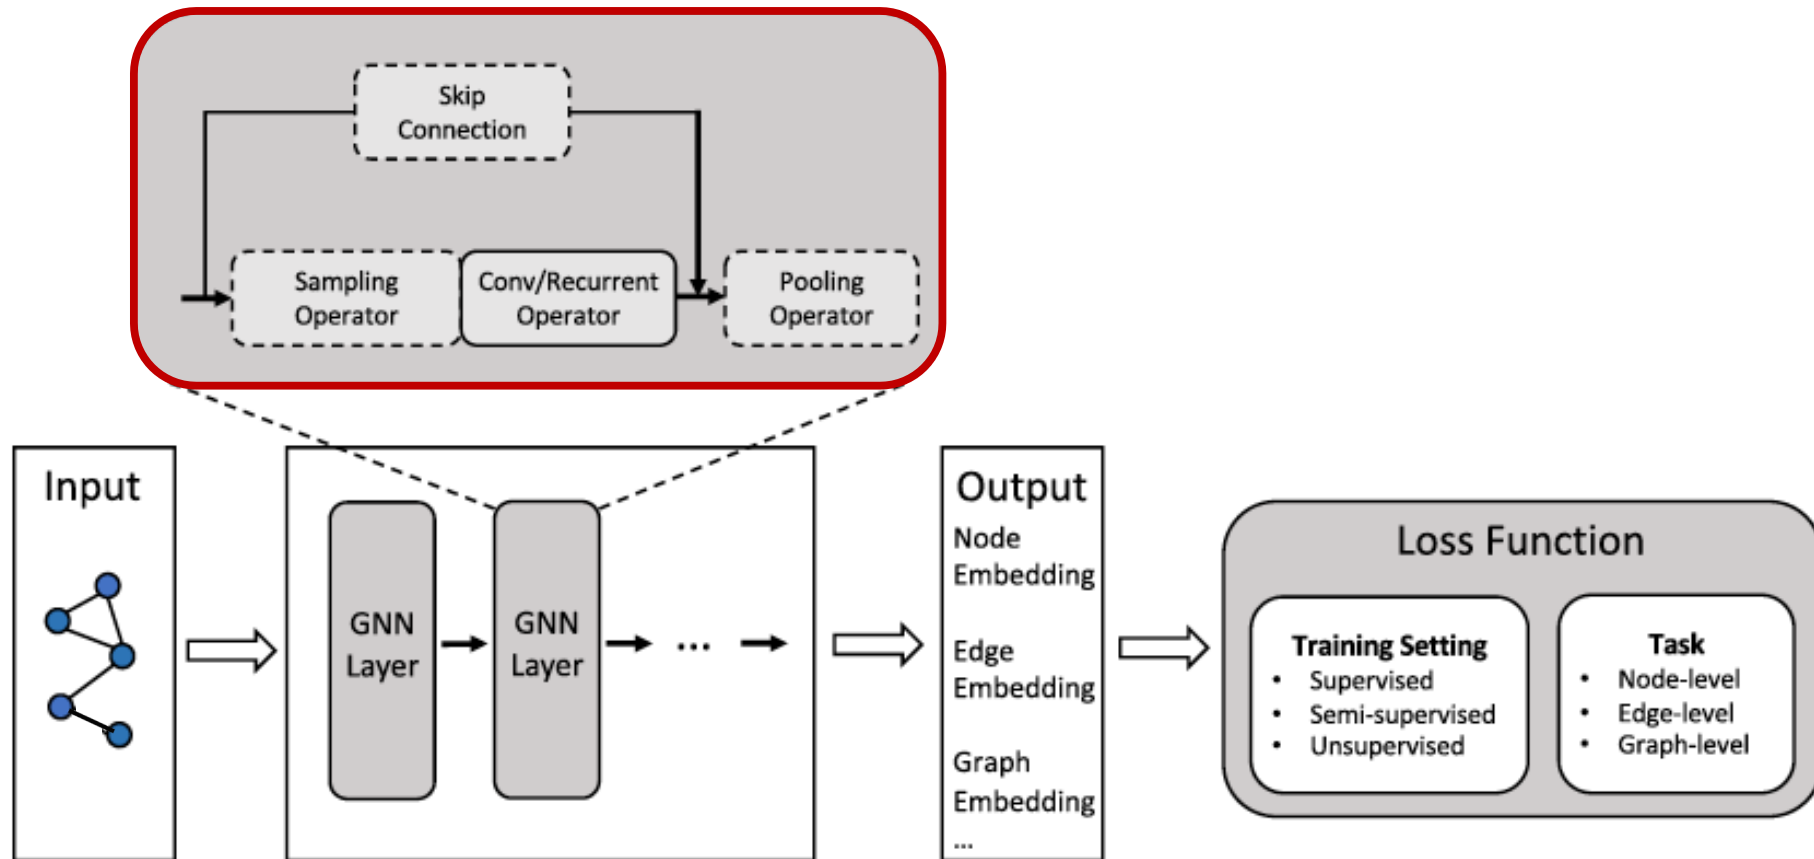 Skip
Connection
Sampling
Operator
Conv/Recurrent
Operator
Pooling
Operator
Input
GNN
Layer
GNN
Layer
...
Output
Node
Embedding
Edge
Embedding
Graph
Embedding
...
Loss Function
Training Setting
• Supervised
• Semi-supervised
• Unsupervised
Task
• Node-level
• Edge-level
• Graph-level